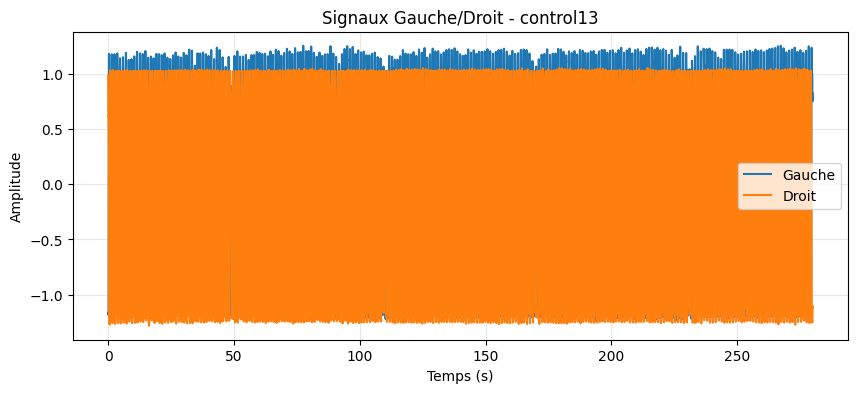 Signaux Gauche/Droit - control13
1.0
0.5
0.0
−0.5
−1.0
Amplitude
Gauche
Droit
0
50
100
150
200
250
Temps (s)